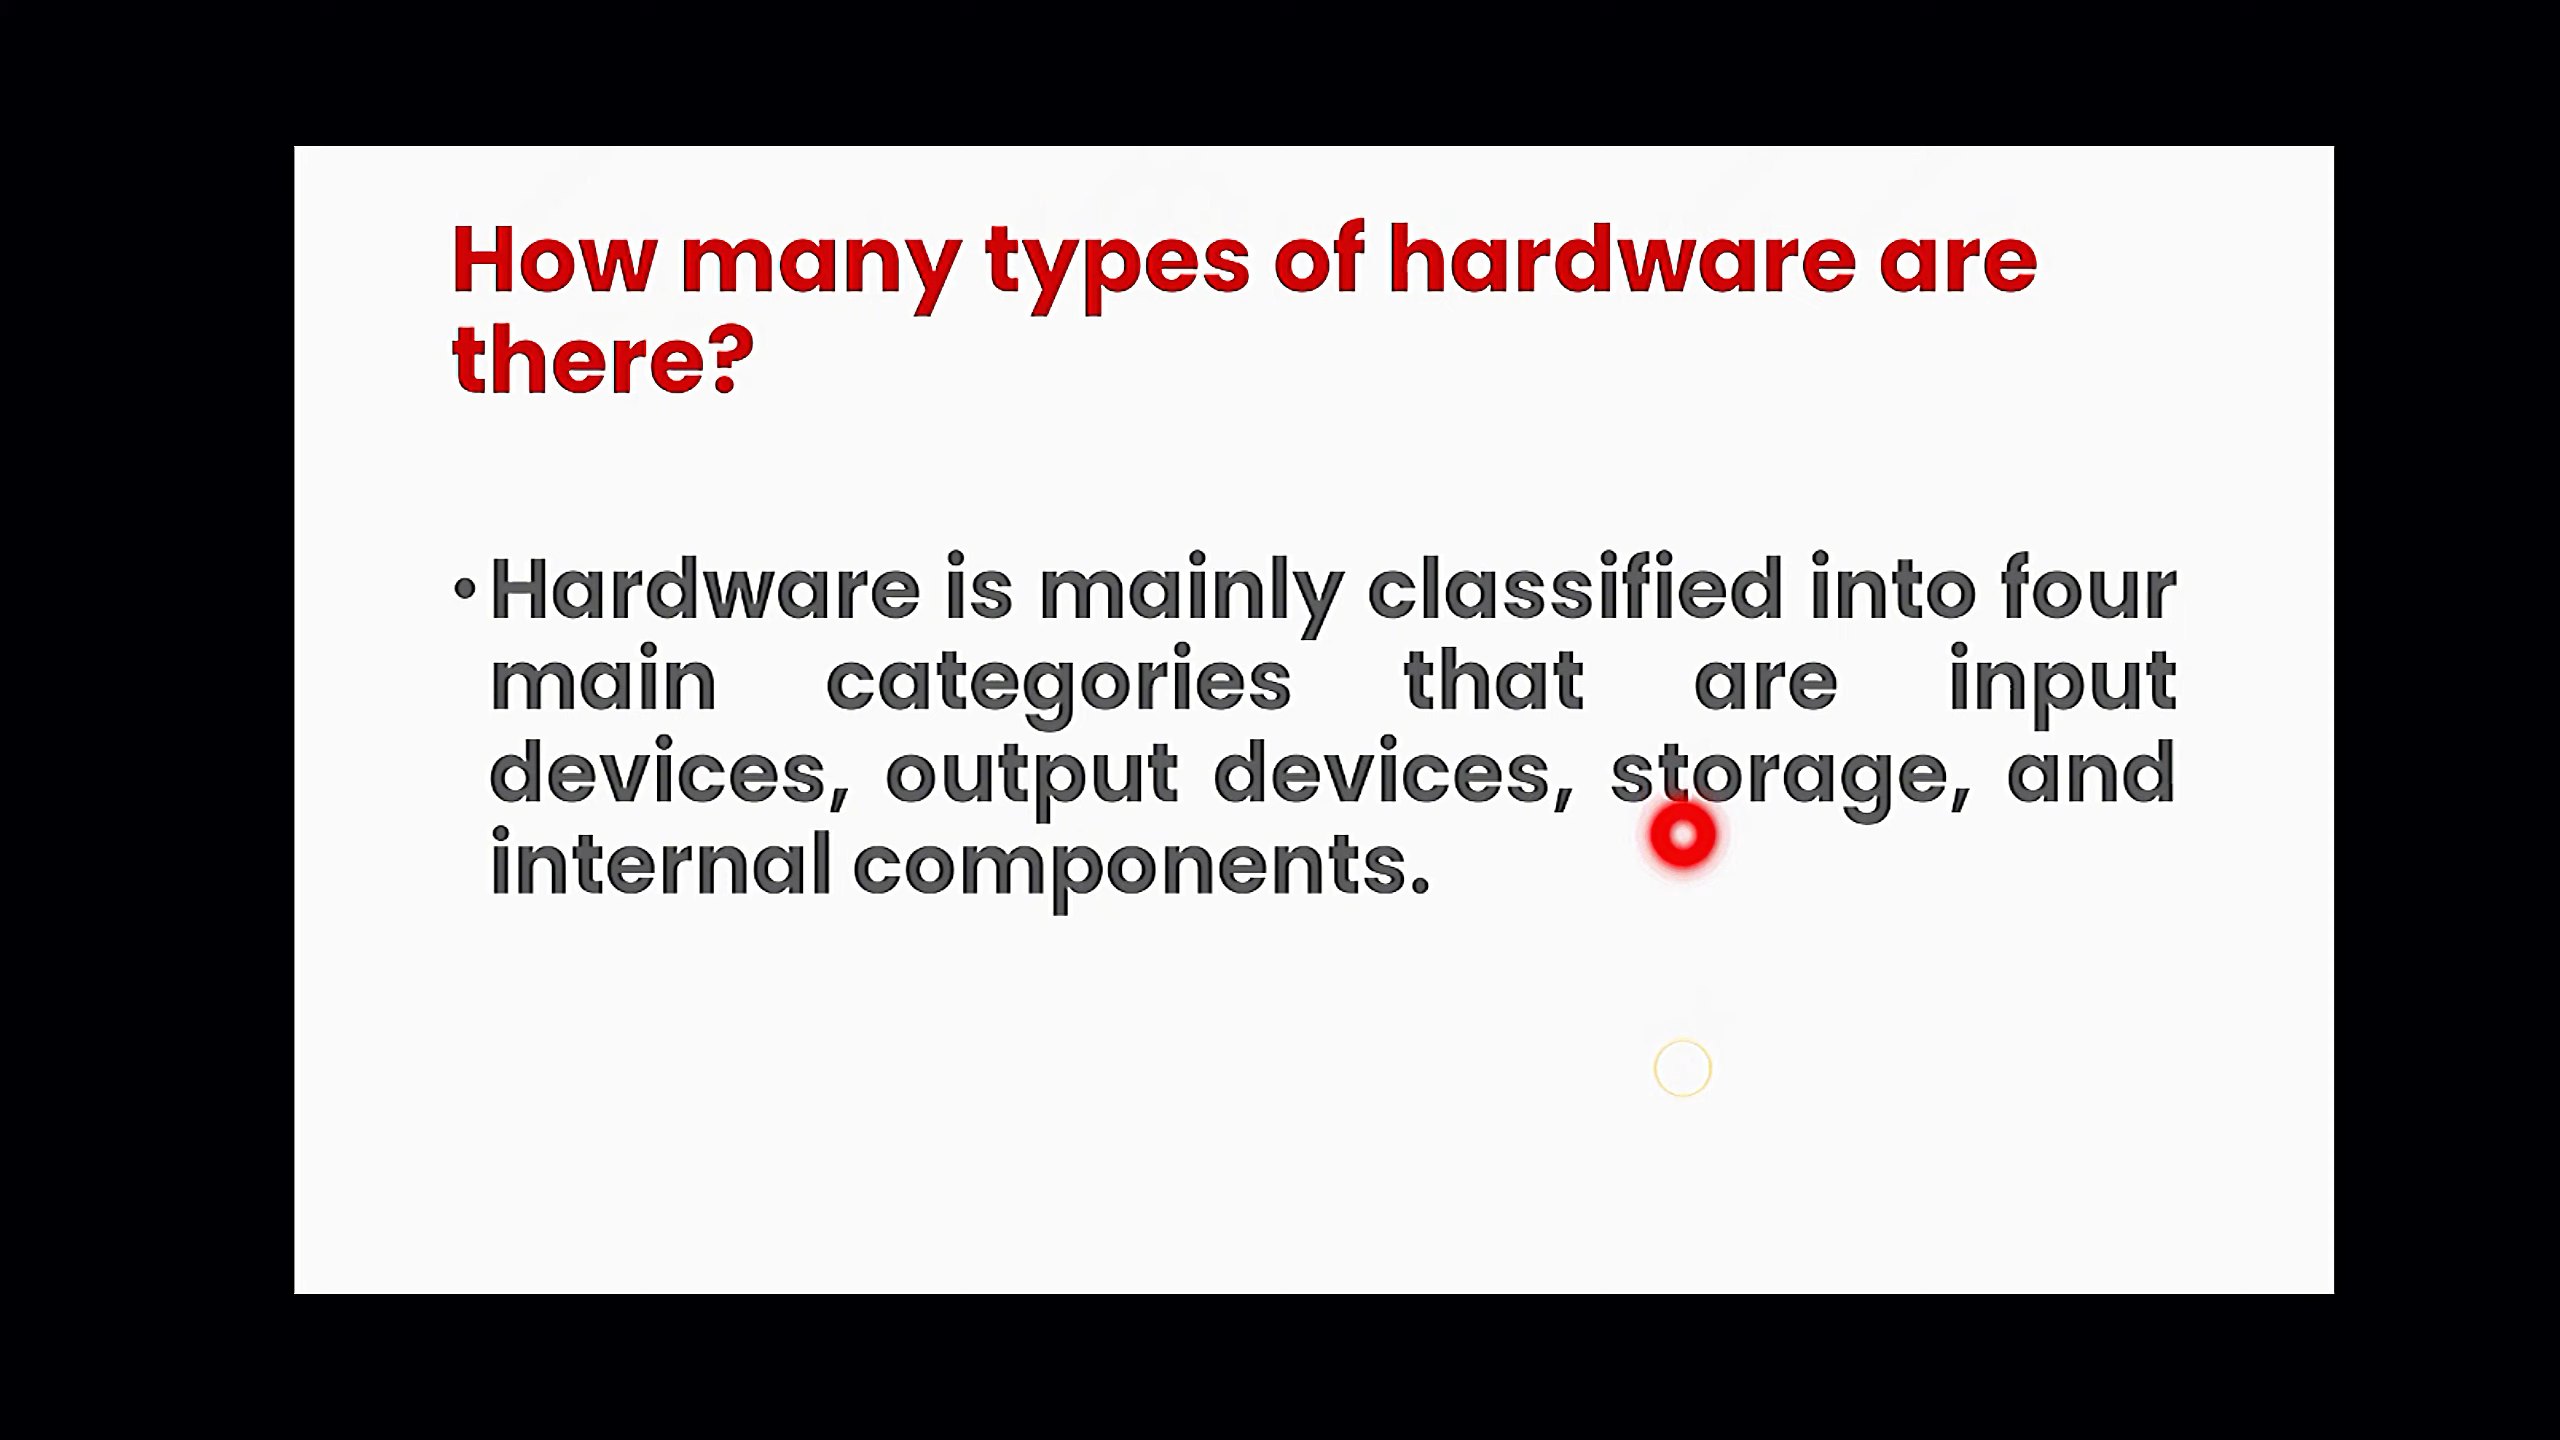 How many types of hardware are
there?
•Hardware is mainly classified into four
main categories that are input
devices, output devices, storage, and
internal components.